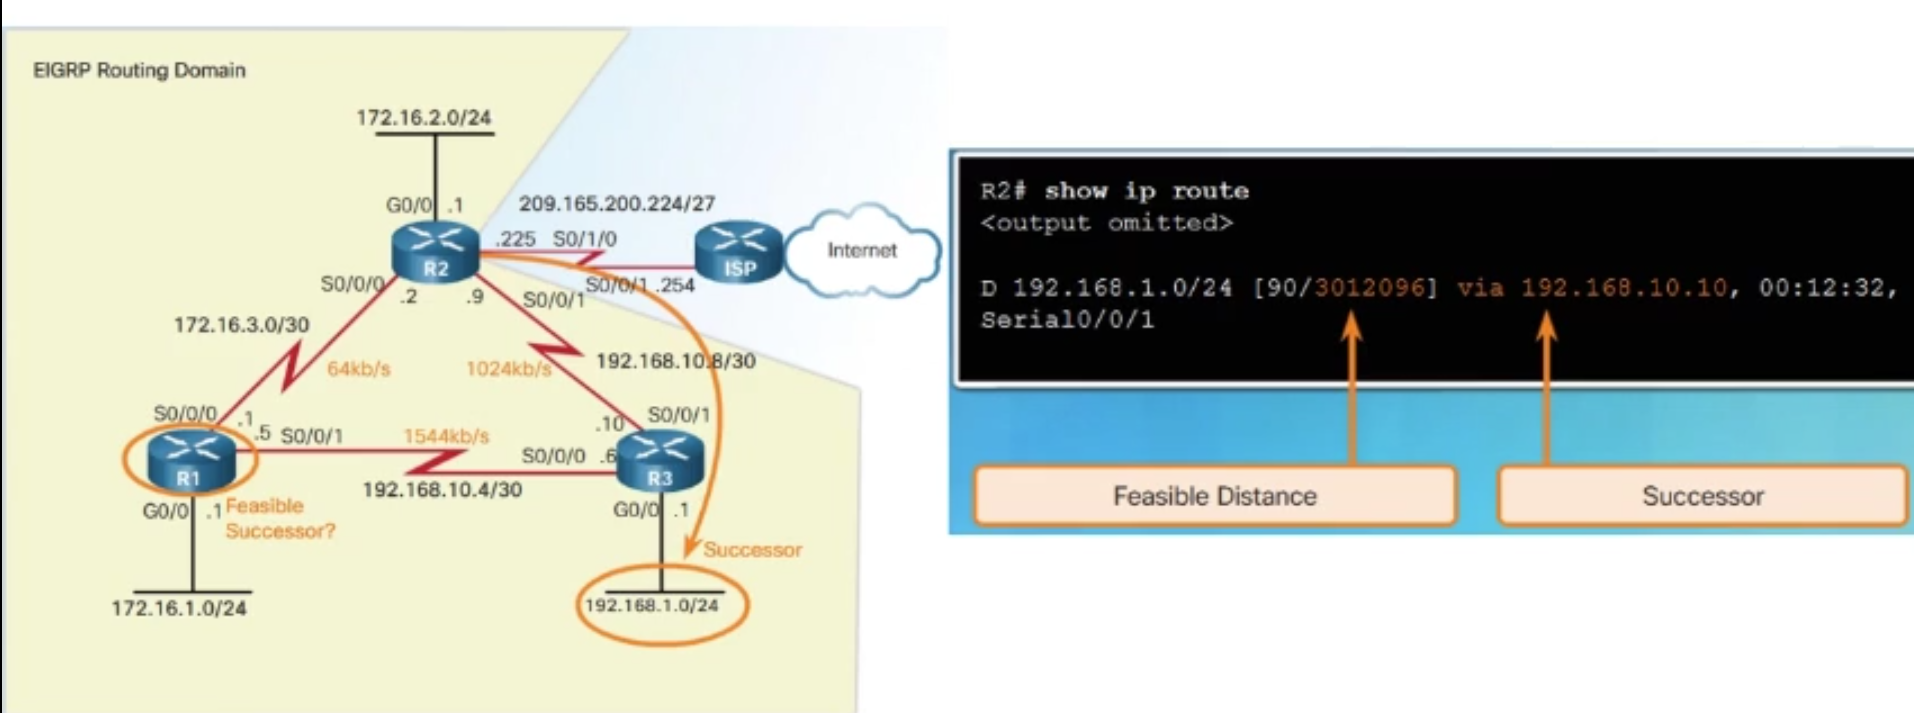 EIGRP Routing Domain
172.16.2.0/24
G0/0 .1
209.165.200.224/27
.225 S0/1/0
R2
ISP
Internet
S0/0/0
.2
.9
S0/0/1
S0/0/1 .254
172.16.3.0/30
64kb/s
1024kb/s
192.168.10.8/30
S0/0/0
.1
.5 S0/0/1
1544kb/s
.10
S0/0/1
S0/0/0 .6
R1
R3
192.168.10.4/30
G0/0 .1
Feasible
Successor?
G0/0 .1
Successor
172.16.1.0/24
192.168.1.0/24
R2# show ip route
<output omitted>
D 192.168.1.0/24 [90/3012096] via 192.168.10.10, 00:12:32,
Serial0/0/1
Feasible Distance
Successor